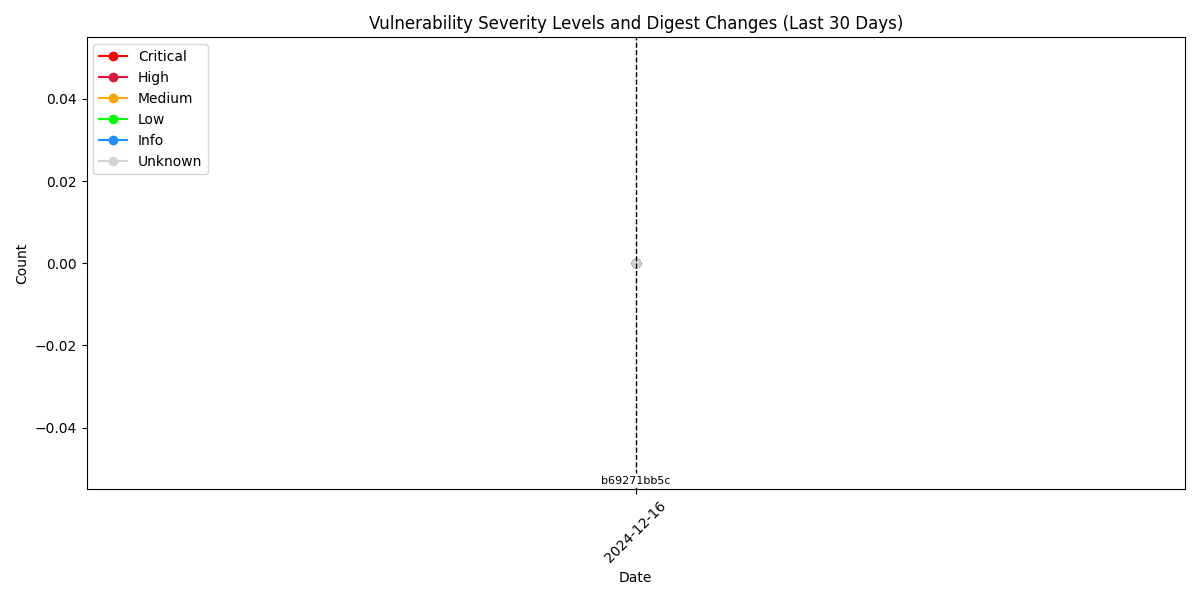 Vulnerability Severity Levels and Digest Changes (Last 30 Days)
Critical
High
Medium
Low
Info
Unknown
0.04
0.02
0.00
−0.02
−0.04
Count
b69271bb5c
2024-12-16
Date